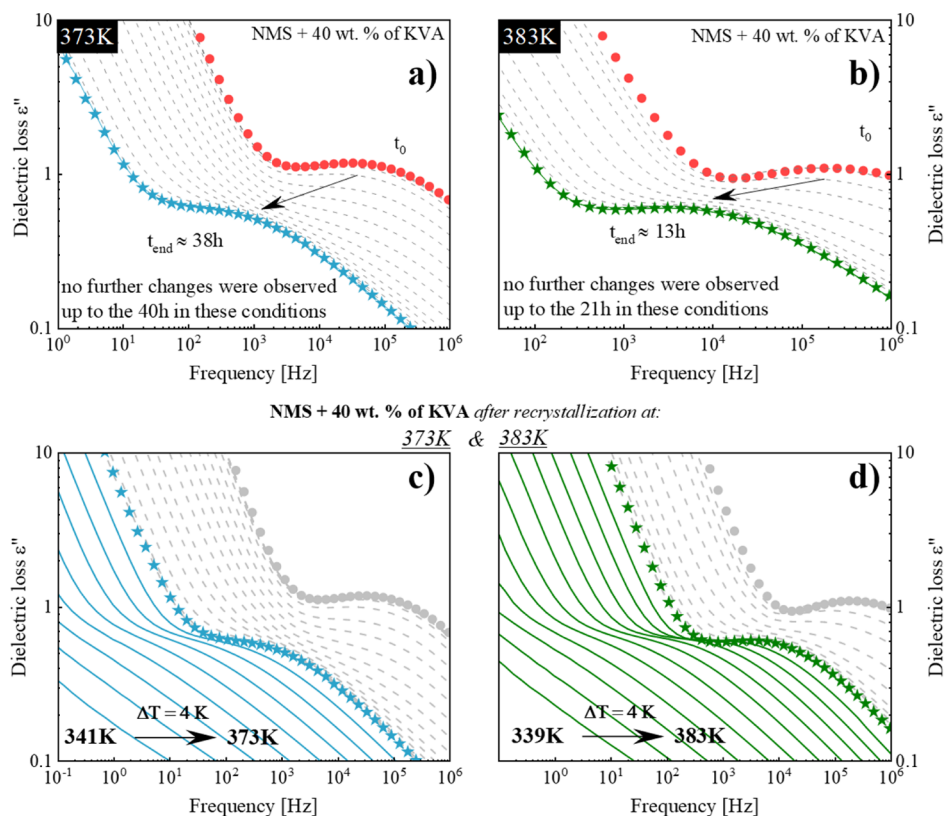 373K
NMS + 40 wt. % of KVA
a)
t0
tend ≈ 38h
no further changes were observed
up to the 40h in these conditions
Dielectric loss ε"
10
1
0.1
10^0 10^1 10^2 10^3 10^4 10^5 10^6
Frequency [Hz]
383K
NMS + 40 wt. % of KVA
b)
t0
tend ≈ 13h
no further changes were observed
up to the 21h in these conditions
10
1
0.1
Dielectric loss ε"
10^2 10^3 10^4 10^5 10^6
Frequency [Hz]
NMS + 40 wt. % of KVA after recrystallization at:
373K & 383K
c)
Dielectric loss ε"
10
1
0.1
ΔT = 4 K
341K 373K
10^-1 10^0 10^1 10^2 10^3 10^4 10^5 10^6
Frequency [Hz]
d)
10
1
0.1
Dielectric loss ε"
ΔT = 4 K
339K 383K
10^0 10^1 10^2 10^3 10^4 10^5 10^6
Frequency [Hz]